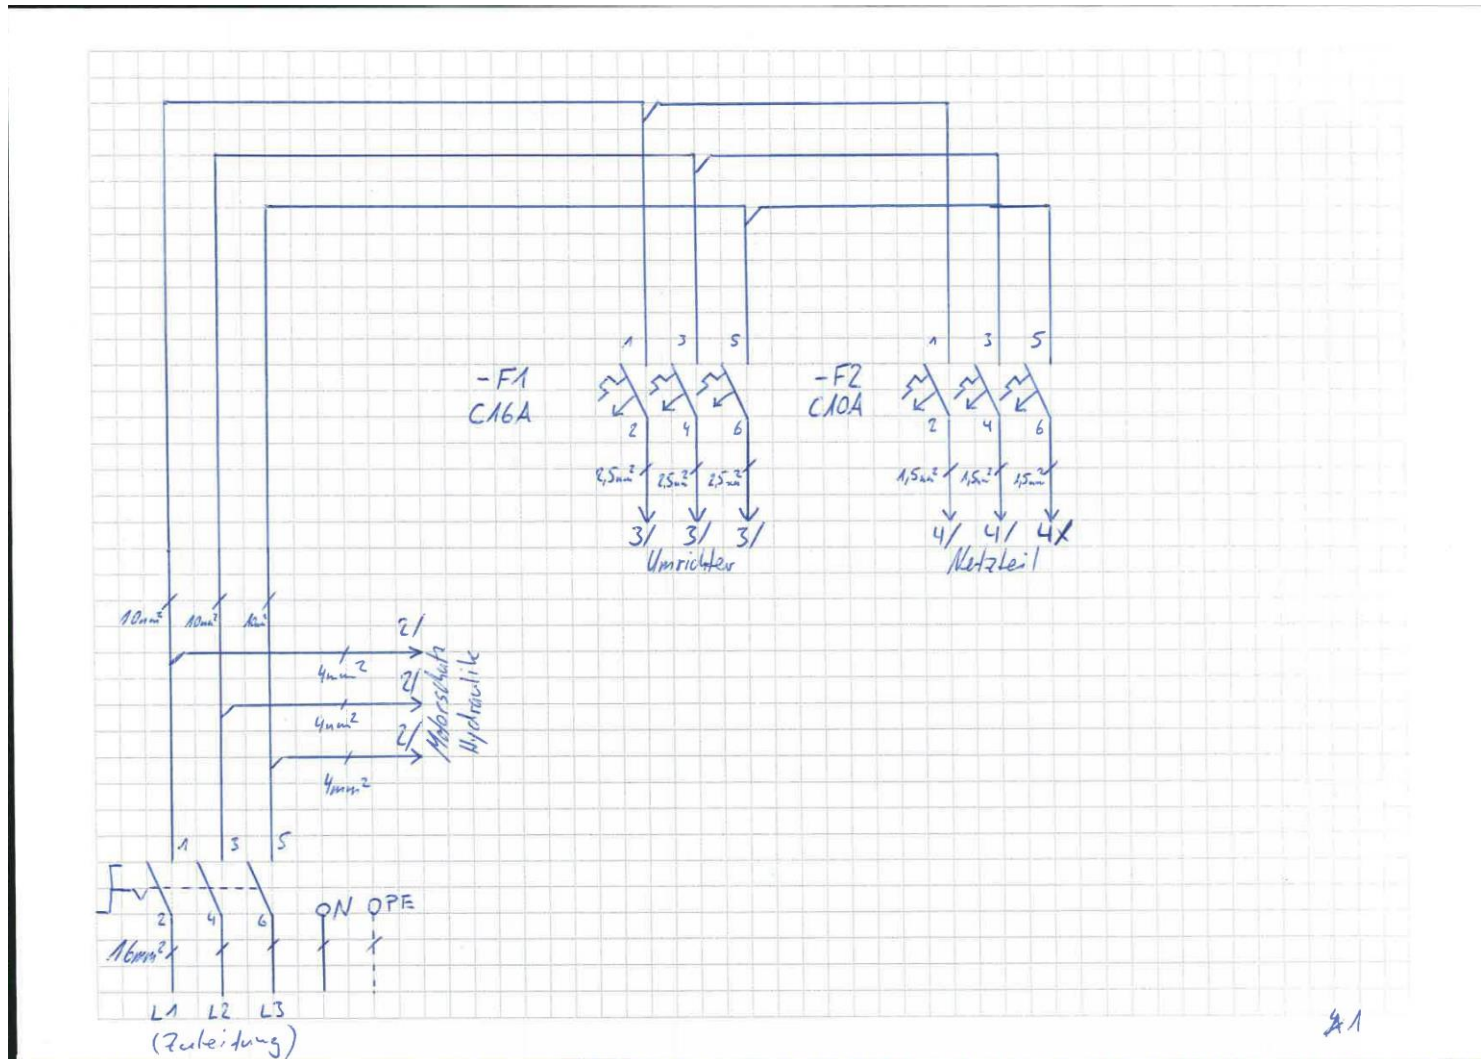 1 3 5 1 3 5
-F1 -F2
C16A C10A
2 4 6 2 4 6
2,5mm² 2,5mm² 2,5mm² 1,5mm² 1,5mm² 1,5mm²
3/ 3/ 3/ 4/ 4/ 4/
Umrichter Netzteil
10mm² 10mm² 10mm²
2/
4mm²
2/
4mm²
2/
4mm²
Motorschutz
Hydraulik
1 3 5
2 4 6
N PE
16mm²
L1 L2 L3
(Zuleitung)
1